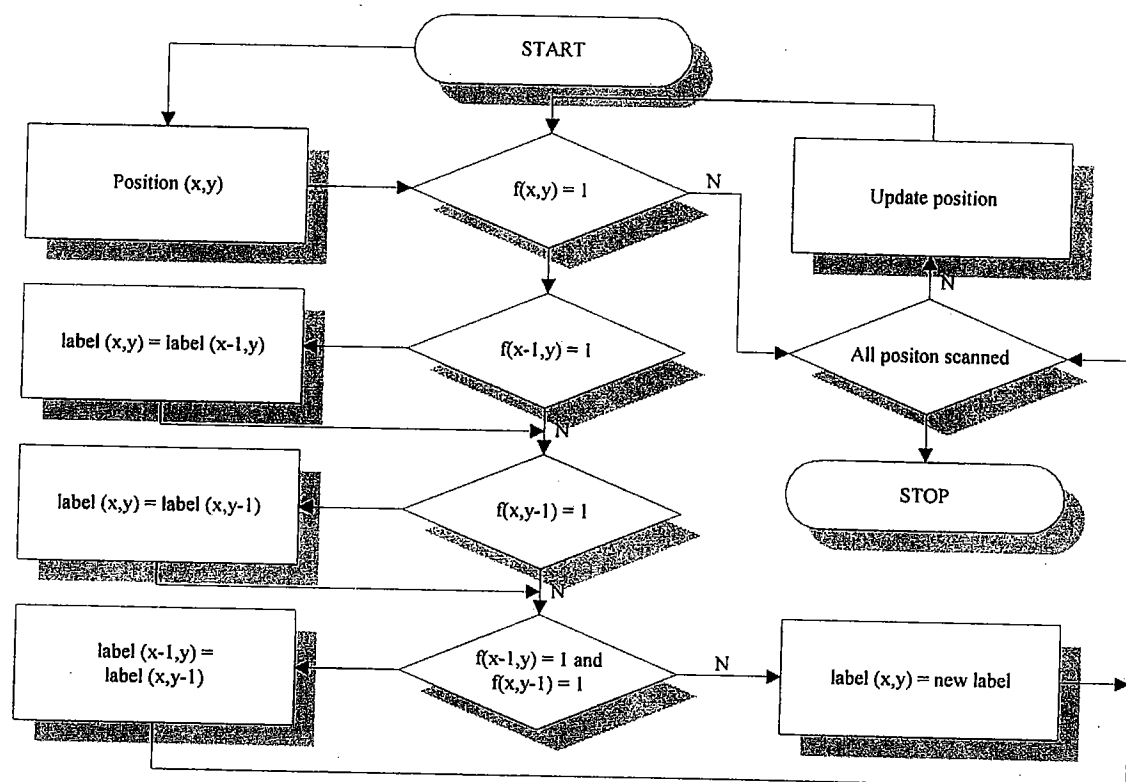 START
Position (x,y)
f(x,y) = 1
N
Update position
N
label (x,y) = label (x-1,y)
f(x-1,y) = 1
All positon scanned
N
label (x,y) = label (x,y-1)
f(x,y-1) = 1
STOP
N
label (x-1,y) =
label (x,y-1)
f(x-1,y) = 1 and
f(x,y-1) = 1
N
label (x,y) = new label